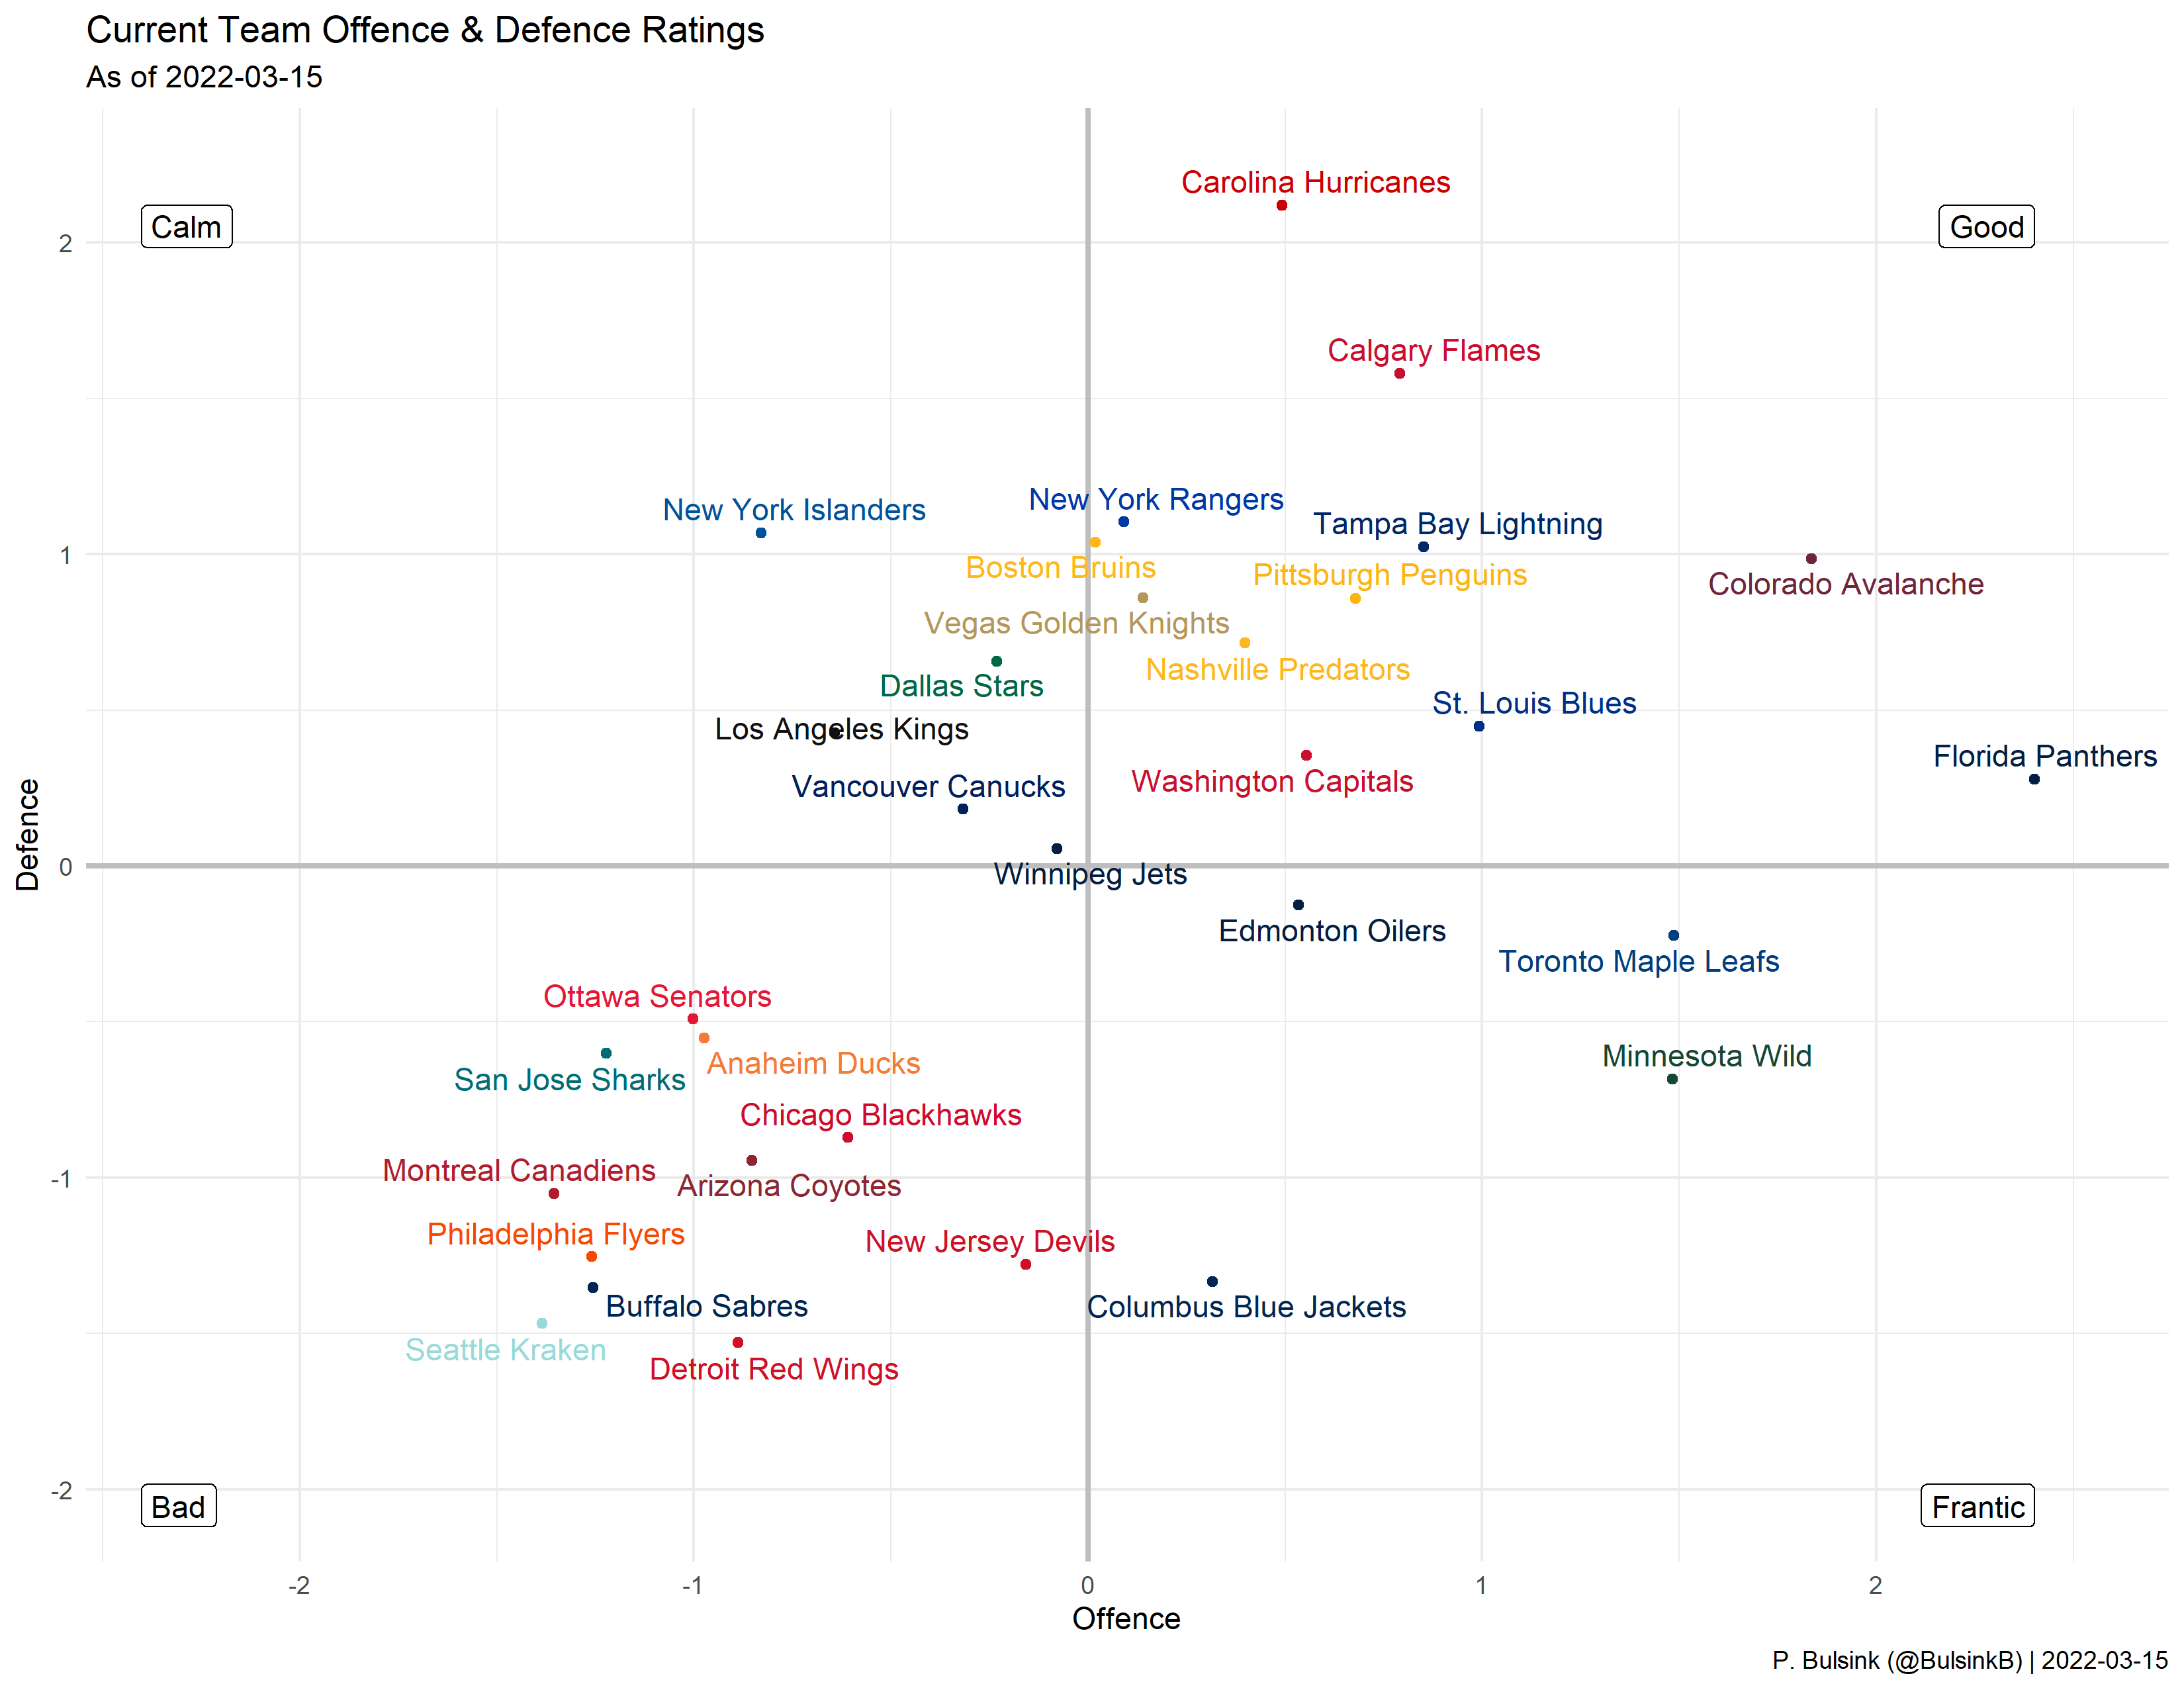 Current Team Offence & Defence Ratings
As of 2022-03-15
Carolina Hurricanes
Calm
Good
2
Calgary Flames
New York Rangers
New York Islanders
Tampa Bay Lightning
1
Boston Bruins
Pittsburgh Penguins
Colorado Avalanche
Vegas Golden Knights
Nashville Predators
Dallas Stars
St. Louis Blues
Los Angeles Kings
Florida Panthers
Washington Capitals
Vancouver Canucks
Defence
0
Winnipeg Jets
Edmonton Oilers
Toronto Maple Leafs
Ottawa Senators
Minnesota Wild
Anaheim Ducks
San Jose Sharks
Chicago Blackhawks
Montreal Canadiens
-1
Arizona Coyotes
Philadelphia Flyers
New Jersey Devils
Buffalo Sabres
Columbus Blue Jackets
Seattle Kraken
Detroit Red Wings
-2
Bad
Frantic
-2
-1
0
1
2
Offence
P. Bulsink (@BulsinkB) | 2022-03-15